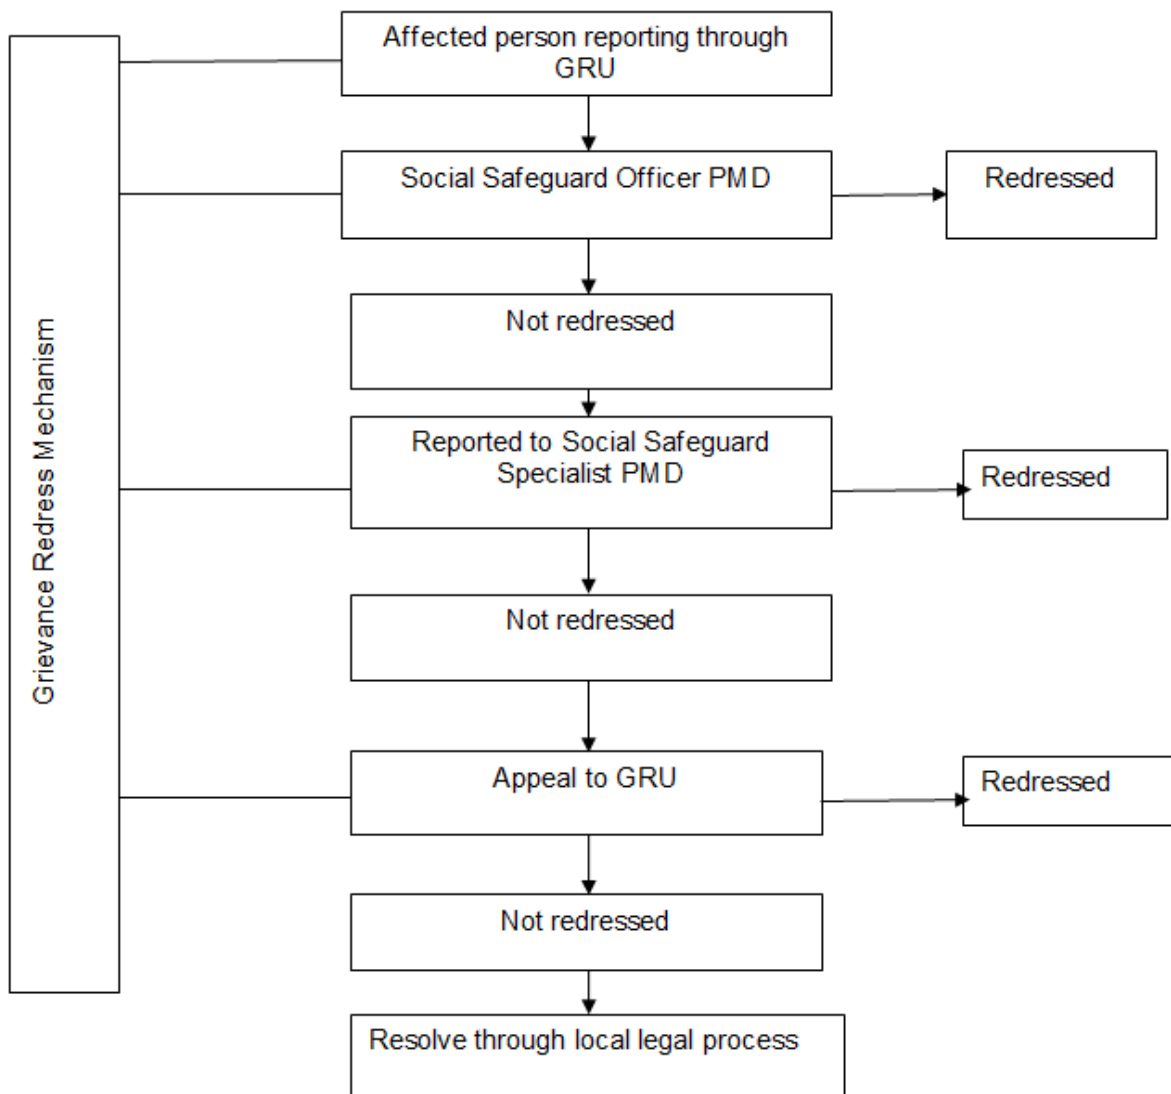 Affected person reporting through
GRU
Social Safeguard Officer PMD
Redressed
Not redressed
Grievance Redress Mechanism
Reported to Social Safeguard
Specialist PMD
Redressed
Not redressed
Appeal to GRU
Redressed
Not redressed
Resolve through local legal process